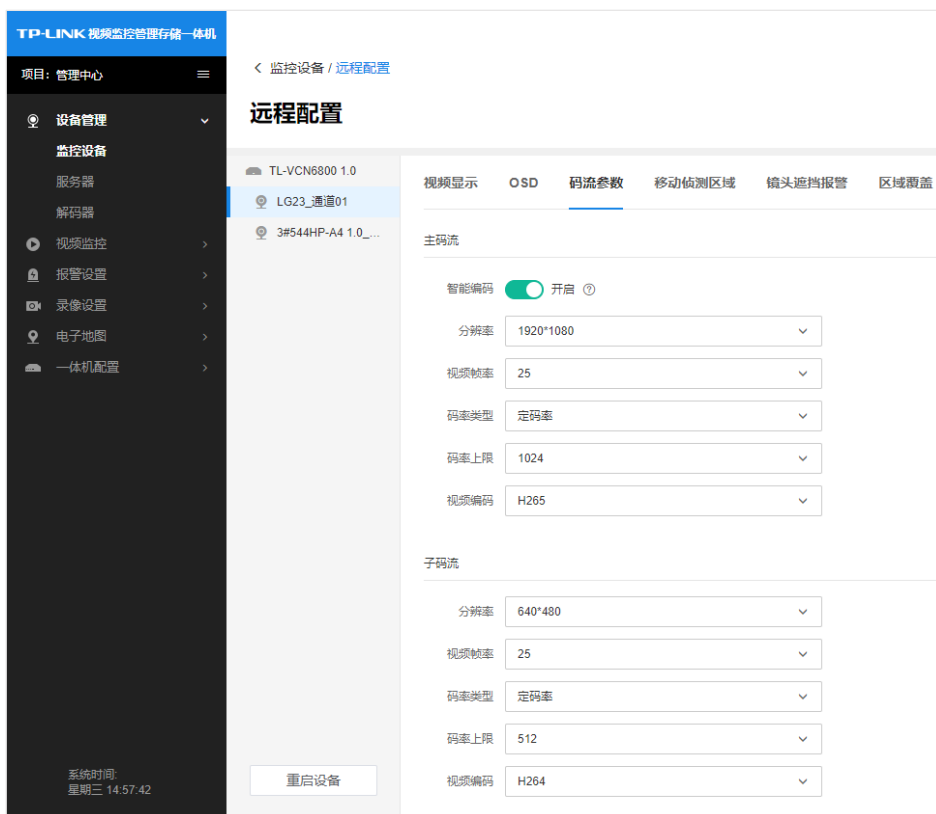 TP-LINK 视频监控管理存储一体机
项目：管理中心
设备管理
监控设备
服务器
解码器
视频监控
报警设置
录像设置
电子地图
一体机配置
系统时间:
星期三 14:57:42
监控设备 / 远程配置
远程配置
TL-VCN6800 1.0
LG23_通道01
3#544HP-A4 1.0_...
重启设备
视频显示 OSD 码流参数 移动侦测区域 镜头遮挡报警 区域覆盖
主码流
智能编码 开启 ?
分辨率 1920*1080
视频帧率 25
码率类型 定码率
码率上限 1024
视频编码 H265
子码流
分辨率 640*480
视频帧率 25
码率类型 定码率
码率上限 512
视频编码 H264